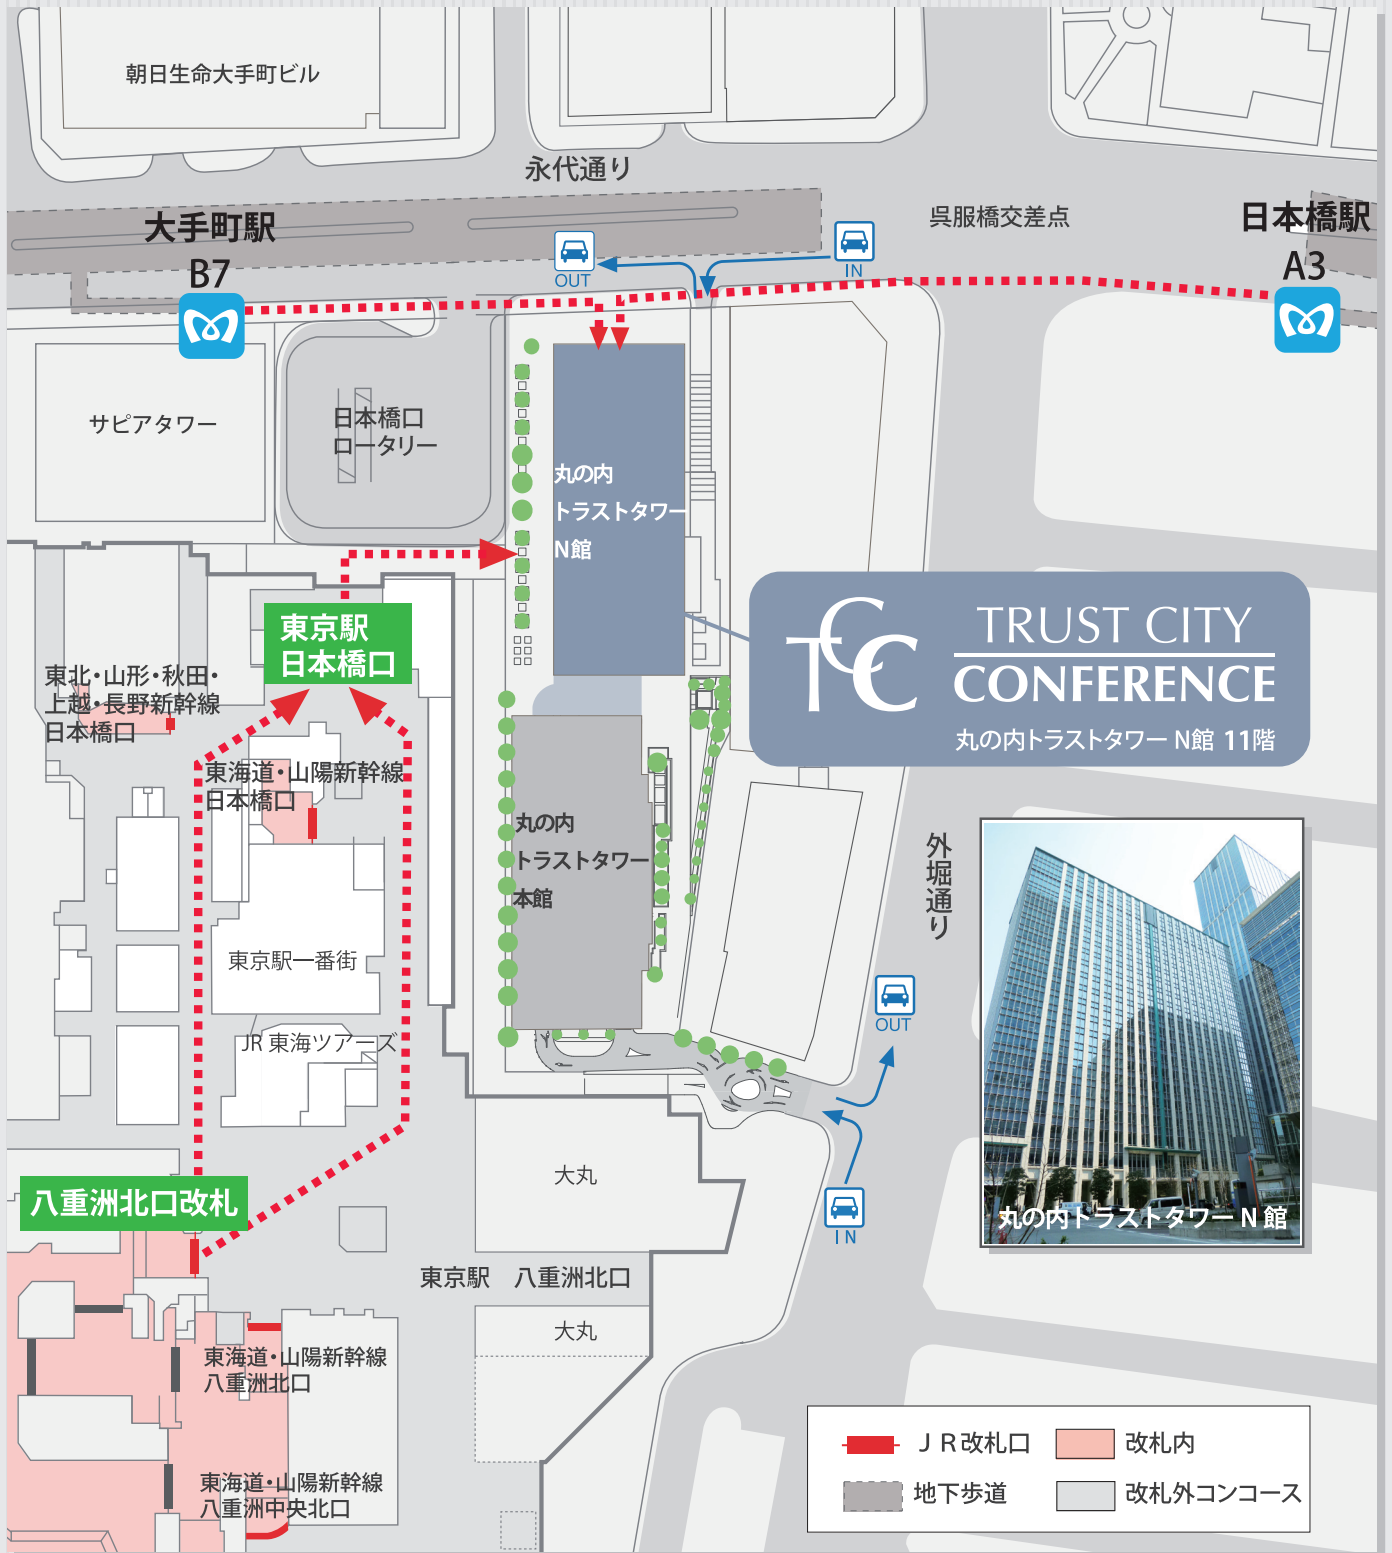 朝日生命大手町ビル
永代通り
呉服橋交差点
大手町駅
B7
日本橋駅
A3
OUT
IN
サピアタワー
日本橋口
ロータリー
丸の内
トラストタワー
N館
東京駅
日本橋口
東北・山形・秋田・
上越・長野新幹線
日本橋口
東海道・山陽新幹線
日本橋口
TCC
TRUST CITY
CONFERENCE
丸の内トラストタワー N館 11階
丸の内
トラストタワー
本館
外堀通り
東京駅一番街
JR 東海ツアーズ
OUT
IN
八重洲北口改札
大丸
東京駅 八重洲北口
大丸
丸の内トラストタワー N 館
東海道・山陽新幹線
八重洲北口
東海道・山陽新幹線
八重洲中央北口
ＪＲ改札口
改札内
地下歩道
改札外コンコース